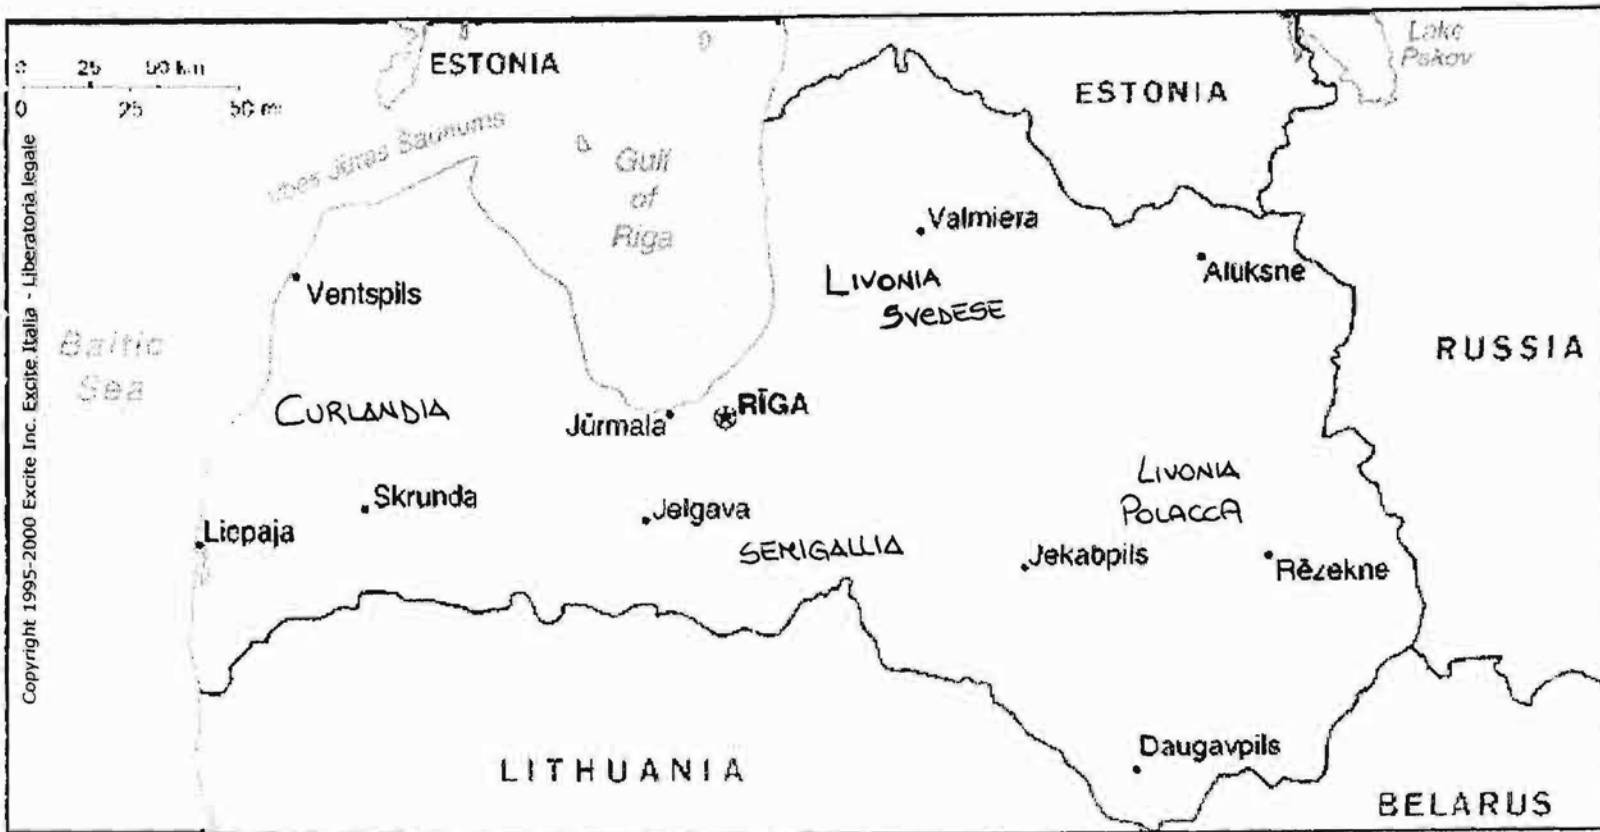 0 25 50 km
0 25 50 mi
ESTONIA
ESTONIA
Lake
Pskov
Gulf
of
Riga
Valmiera
Alūksne
LIVONIA
SVEDESE
Ventspils
Baltic
Sea
RUSSIA
CURLANDIA
Jūrmala
RĪGA
LIVONIA
POLACCA
Skrunda
Jelgava
Liepaja
SEMIGALLIA
Jekabpils
Rēzekne
Daugavpils
LITHUANIA
BELARUS
Copyright 1995-2000 Excite Inc. Excite Italia - Liberatoria legale